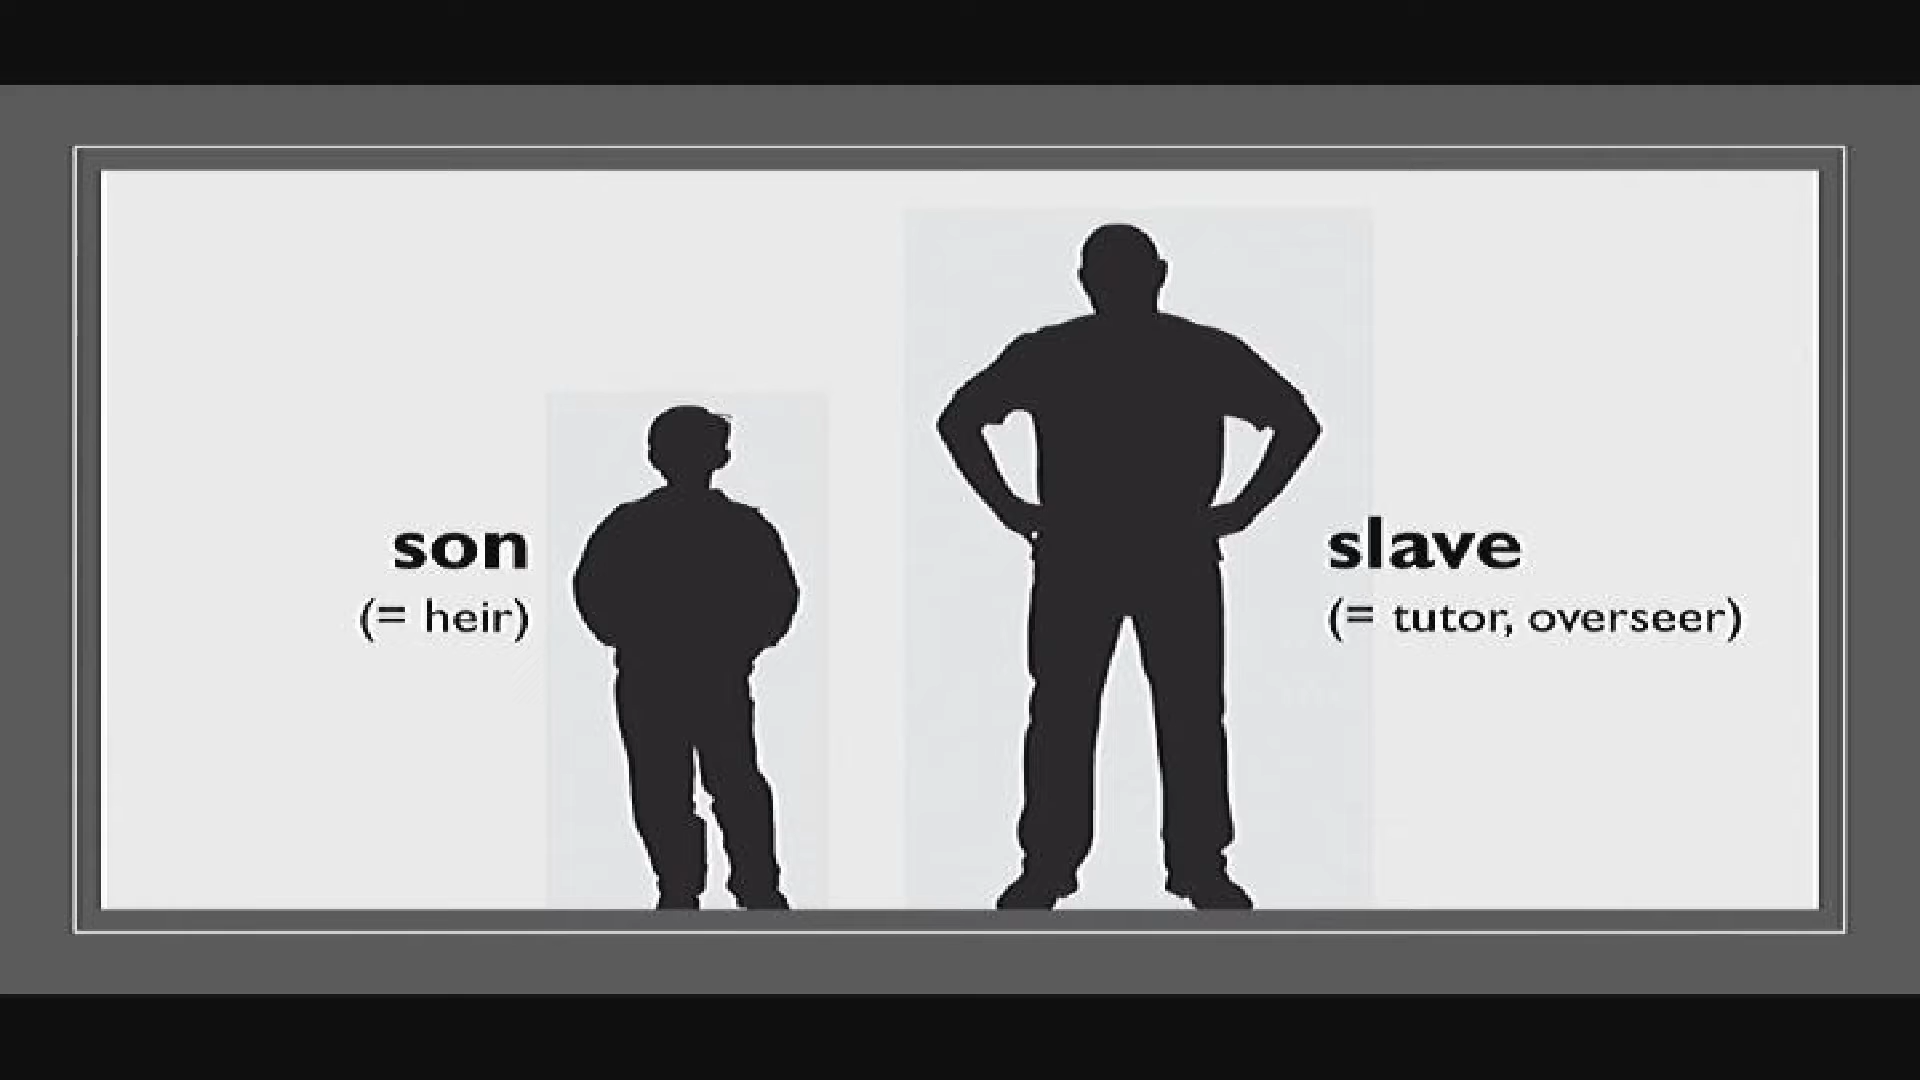 son
(= heir)
slave
(= tutor, overseer)